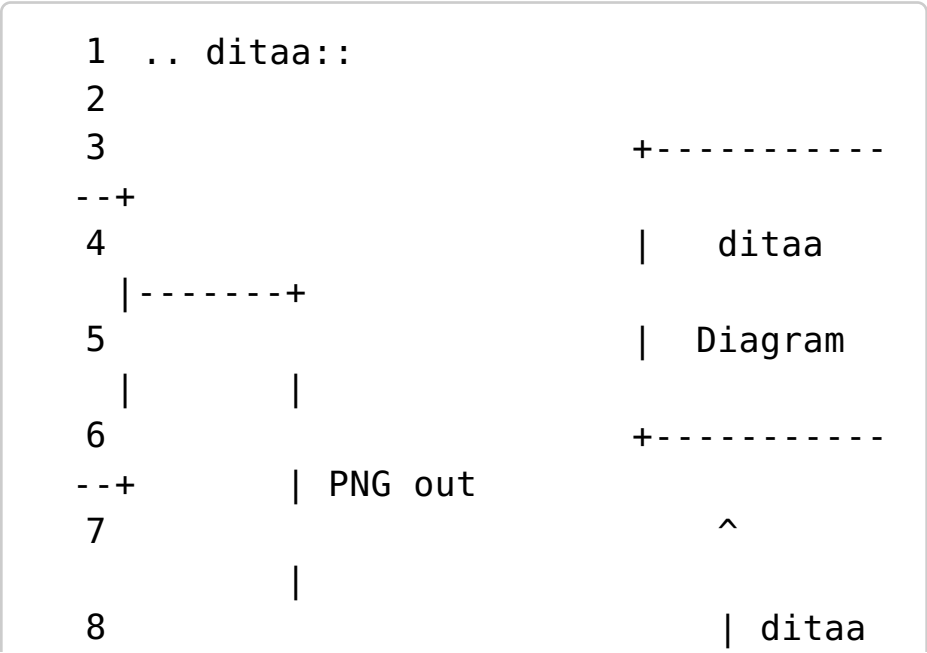 1 .. ditaa::
2
3                         +-----------
--+
4                         |   ditaa
  |-------+
5                         |  Diagram
  |       |
6                         +-----------
--+       | PNG out
7                             ^
          |
8                             | ditaa